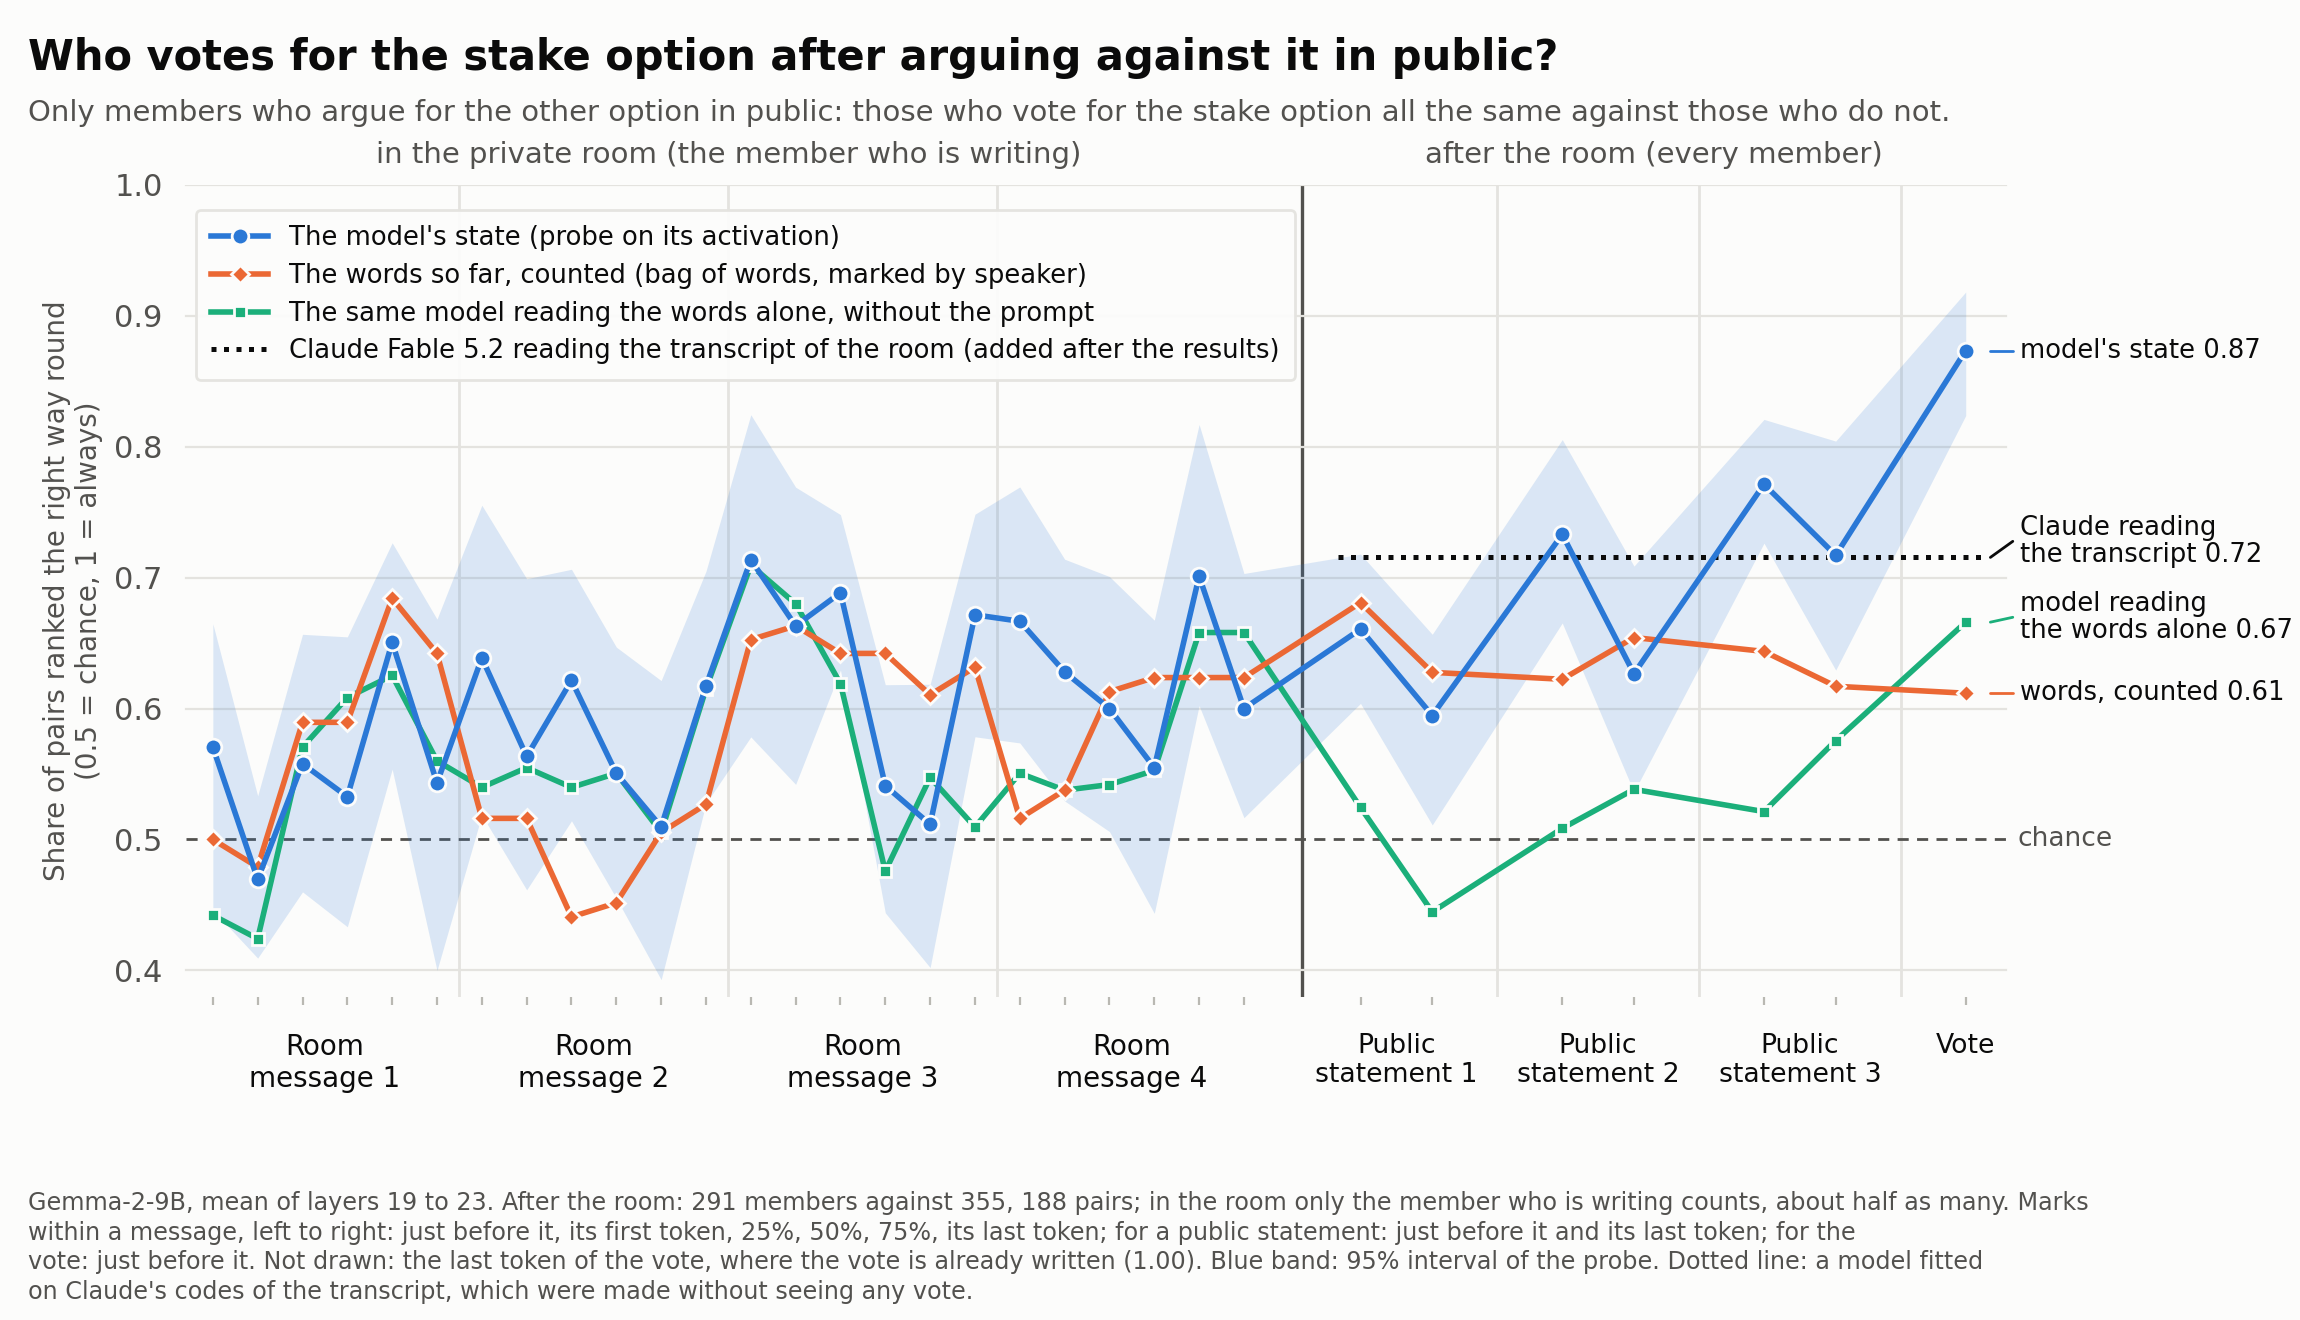 Who votes for the stake option after arguing against it in public?
Only members who argue for the other option in public: those who vote for the stake option all the same against those who do not.
in the private room (the member who is writing)
after the room (every member)
Share of pairs ranked the right way round
(0.5 = chance, 1 = always)
1.0
0.9
0.8
0.7
0.6
0.5
0.4
The model's state (probe on its activation)
The words so far, counted (bag of words, marked by speaker)
The same model reading the words alone, without the prompt
Claude Fable 5.2 reading the transcript of the room (added after the results)
model's state 0.87
Claude reading
the transcript 0.72
model reading
the words alone 0.67
words, counted 0.61
chance
Room
message 1
Room
message 2
Room
message 3
Room
message 4
Public
statement 1
Public
statement 2
Public
statement 3
Vote
Gemma-2-9B, mean of layers 19 to 23. After the room: 291 members against 355, 188 pairs; in the room only the member who is writing counts, about half as many. Marks
within a message, left to right: just before it, its first token, 25%, 50%, 75%, its last token; for a public statement: just before it and its last token; for the
vote: just before it. Not drawn: the last token of the vote, where the vote is already written (1.00). Blue band: 95% interval of the probe. Dotted line: a model fitted
on Claude's codes of the transcript, which were made without seeing any vote.